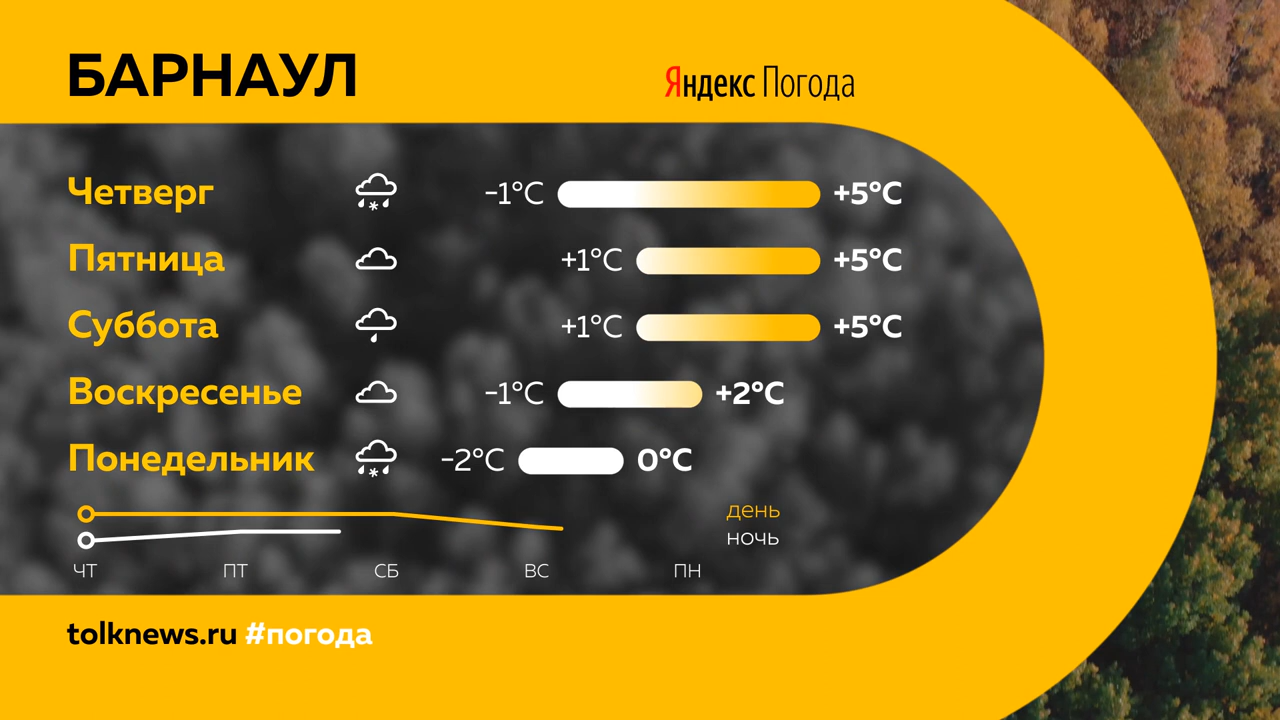 БАРНАУЛ
Яндекс Погода
Четверг −1°C +5°C
Пятница +1°C +5°C
Суббота +1°C +5°C
Воскресенье −1°C +2°C
Понедельник −2°C 0°C
день
ночь
ЧТ ПТ СБ ВС ПН
tolknews.ru #погода